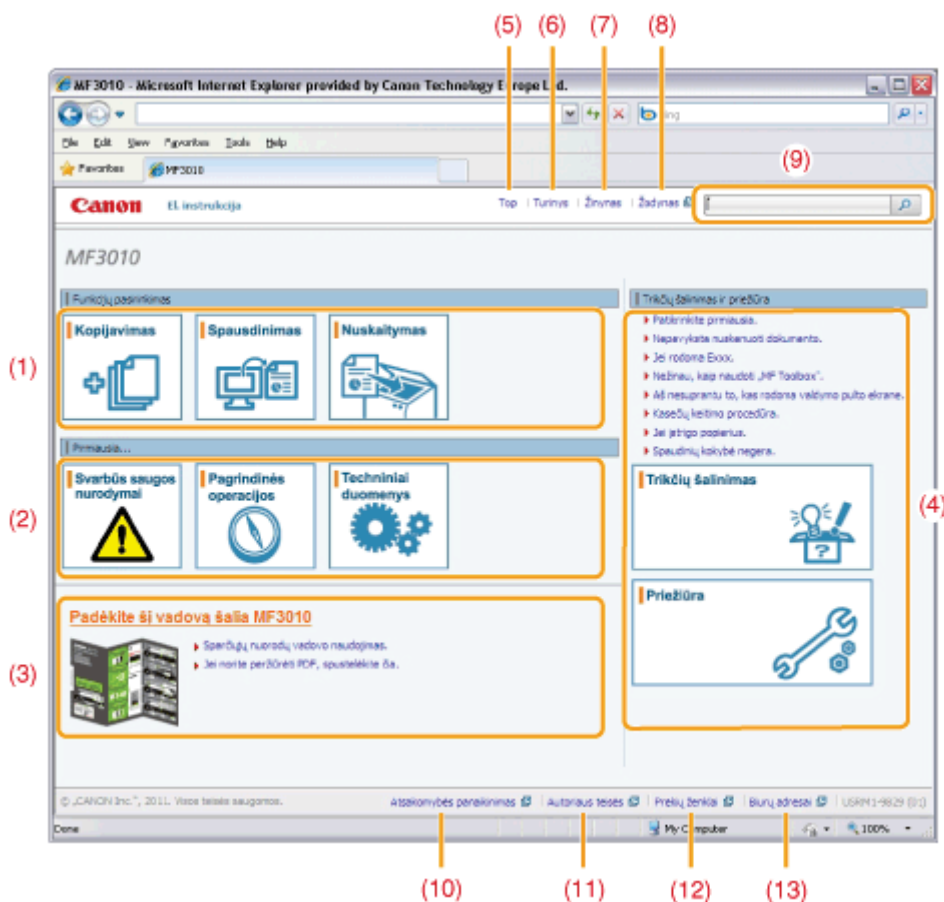 (5) (6) (7) (8)
MF3010 - Microsoft Internet Explorer provided by Canon Technology Europe Ltd.
Bing
File Edit View Favorites Tools Help
Favorites MF3010
(9)
Canon El. instrukcija Top | Turinys | Žinynas | Žodynas
MF3010
Funkcijų pasirinkimas
Kopijavimas Spausdinimas Nuskaitymas
(1)
Pirmiausia...
Svarbūs saugos nurodymai
Pagrindinės operacijos
Techniniai duomenys
(2)
Padėkite šį vadovą šalia MF3010
Sparčiųjų nuorodų vadovo naudojimas.
Jei norite peržiūrėti PDF, spustelėkite čia.
(3)
Trikčių šalinimas ir priežiūra
Patikrinkite pirmiausia.
Nepavyksta nuskenuoti dokumento.
Jei rodoma Exxx.
Nežinau, kaip naudoti „MF Toolbox“.
Aš nesuprantu to, kas rodoma valdymo pulto ekrane.
Kasečių keitimo procedūra.
Jei įstrigo popierius.
Spaudinių kokybė negera.
Trikčių šalinimas
?
Priežiūra
(4)
© „CANON Inc.“, 2011. Visos teisės saugomos. Atsakomybės panaikinimas | Autoriaus teisės | Prekių ženklai | Biurų adresai | USRM1-9829 (01)
Done My Computer 100%
(10) (11) (12) (13)